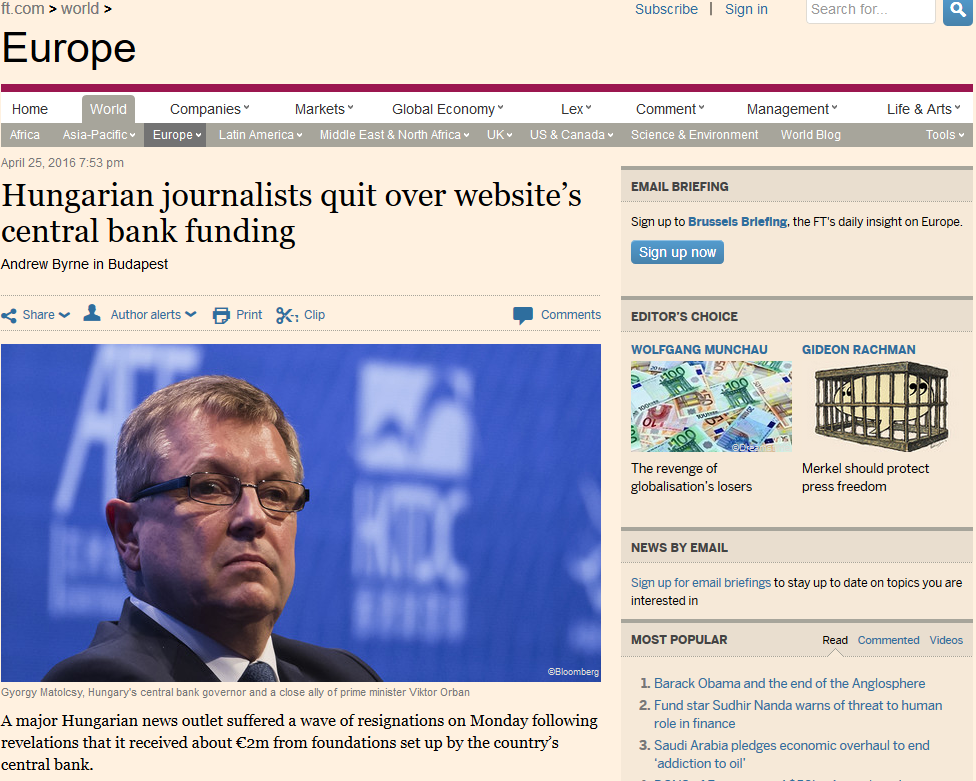 ft.com > world >
Subscribe | Sign in
Search for...
Europe
Home World Companies Markets Global Economy Lex Comment Management Life & Arts
Africa Asia-Pacific Europe Latin America Middle East & North Africa UK US & Canada Science & Environment World Blog Tools
April 25, 2016 7:53 pm
Hungarian journalists quit over website’s
central bank funding
Andrew Byrne in Budapest
Share Author alerts Print Clip Comments
©Bloomberg
Gyorgy Matolcsy, Hungary's central bank governor and a close ally of prime minister Viktor Orban
A major Hungarian news outlet suffered a wave of resignations on Monday following
revelations that it received about €2m from foundations set up by the country’s
central bank.
EMAIL BRIEFING
Sign up to Brussels Briefing, the FT's daily insight on Europe.
Sign up now
EDITOR'S CHOICE
WOLFGANG MUNCHAU
The revenge of
globalisation’s losers
GIDEON RACHMAN
Merkel should protect
press freedom
NEWS BY EMAIL
Sign up for email briefings to stay up to date on topics you are
interested in
MOST POPULAR
Read Commented Videos
1. Barack Obama and the end of the Anglosphere
2. Fund star Sudhir Nanda warns of threat to human
role in finance
3. Saudi Arabia pledges economic overhaul to end
‘addiction to oil’